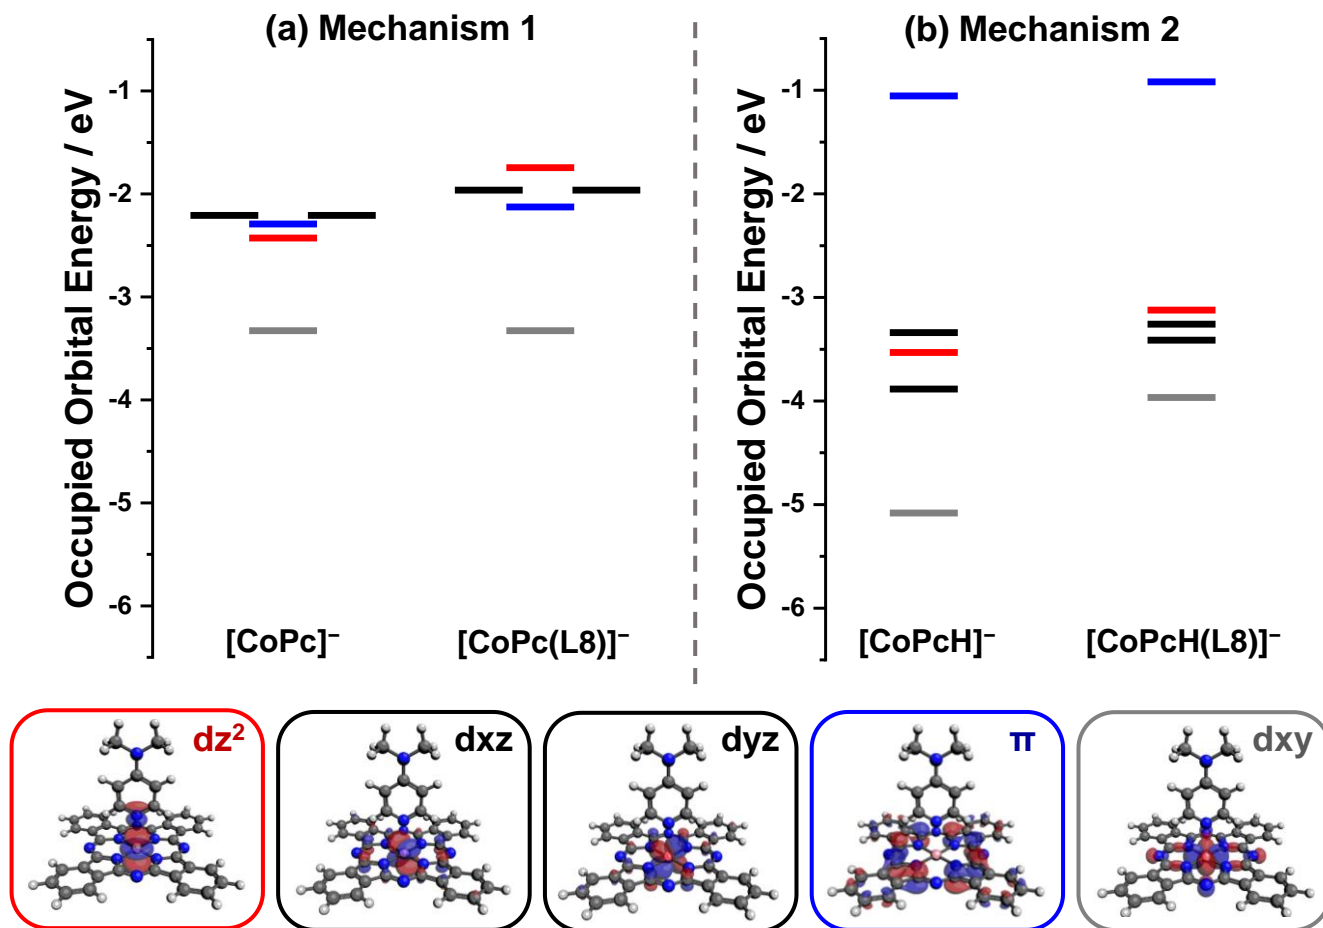 (a) Mechanism 1
(b) Mechanism 2
Occupied Orbital Energy / eV
-1
-2
-3
-4
-5
-6
[CoPc]⁻
[CoPc(L8)]⁻
Occupied Orbital Energy / eV
-1
-2
-3
-4
-5
-6
[CoPcH]⁻
[CoPcH(L8)]⁻
dz²
dxz
dyz
π
dxy